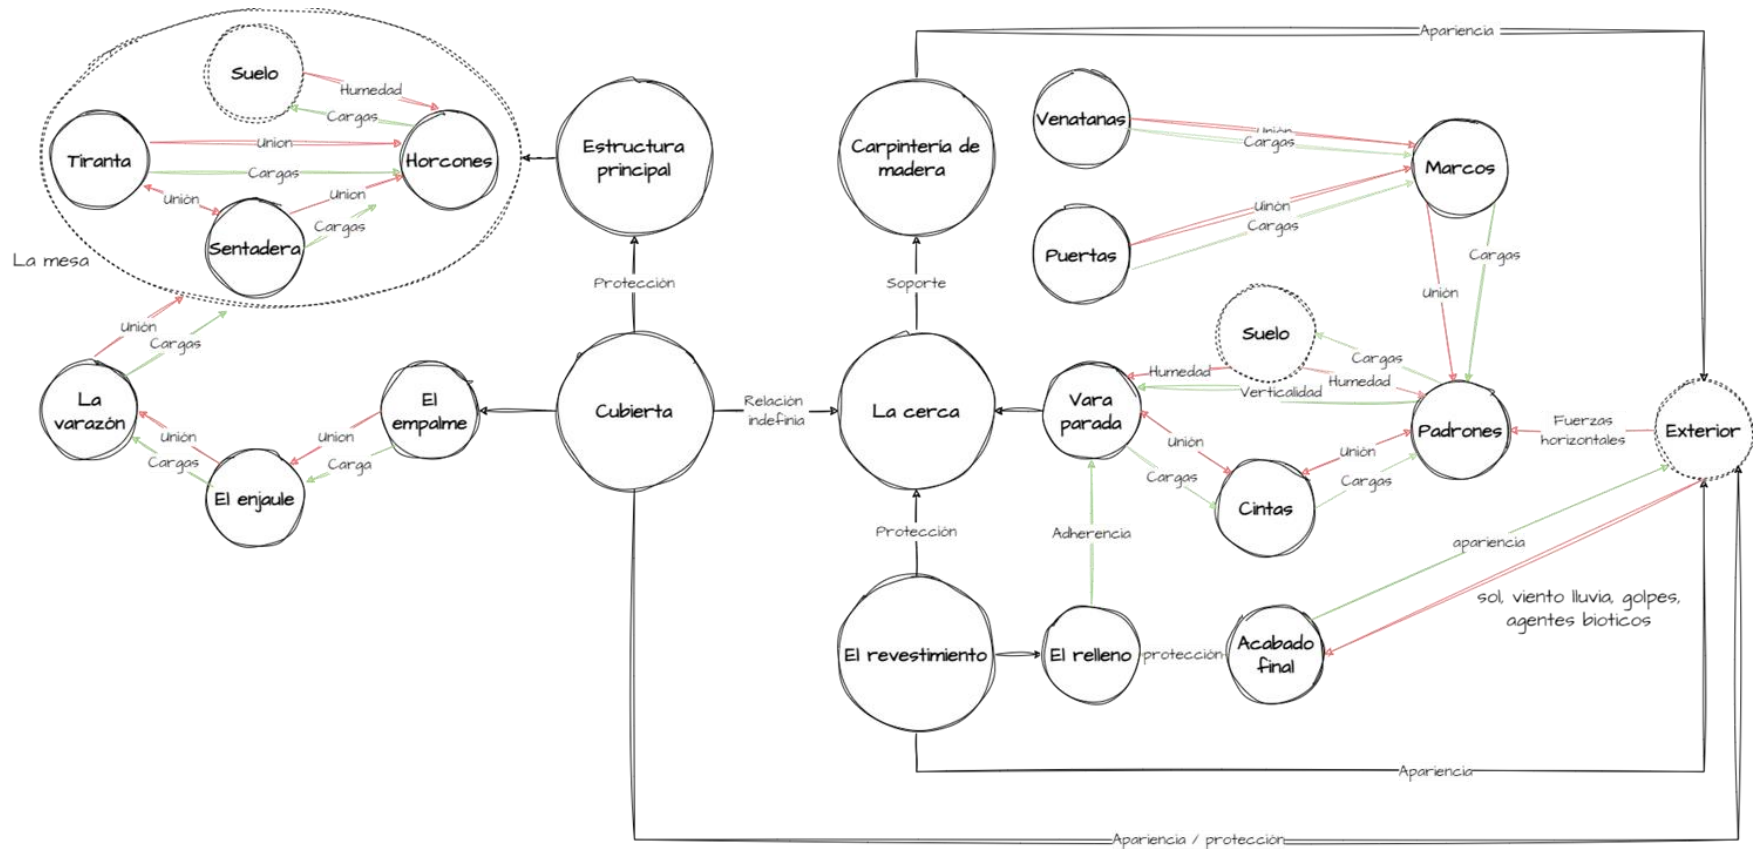 Apariencia
Suelo
Humedad
Cargas
Tiranta
Union
Horcones
Cargas
Unión
Union
Sentadera
Cargas
La mesa
Estructura
principal
Carpintería de
madera
Venatanas
Unión
Cargas
Marcos
Puertas
Uinón
Cargas
Cargas
Unión
Protección
Soporte
Unión
Cargas
Suelo
Cargas
Humedad
Humedad
Verticalidad
La
varazón
El
empalme
Cubierta
Relación
indefinia
La cerca
Vara
parada
Padrones
Fuerzas
horizontales
Exterior
Unión
Union
Cargas
Carga
El enjaule
Unión
Cargas
Unión
Cargas
Cintas
Protección
Adherencia
apariencia
sol, viento lluvia, golpes,
agentes bioticos
El revestimiento
El relleno
protección
Acabado
final
Apariencia
Apariencia / protección